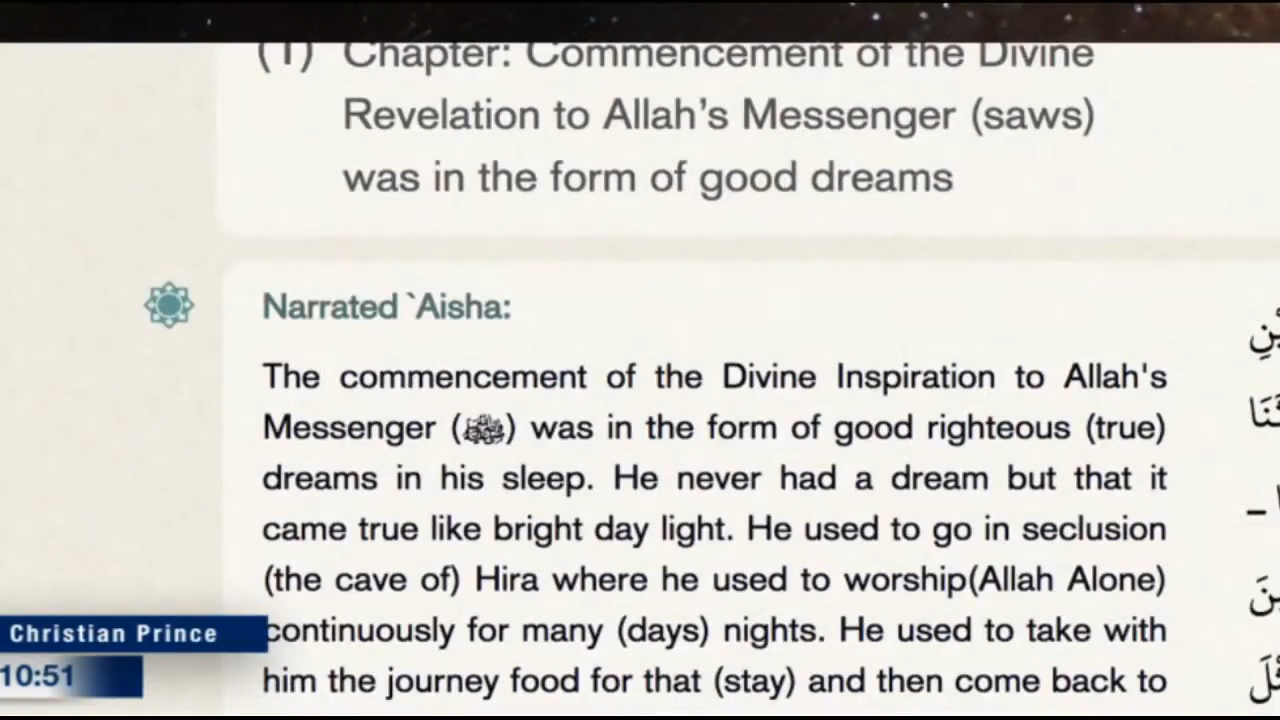 (1) Chapter: Commencement of the Divine
Revelation to Allah's Messenger (saws)
was in the form of good dreams
Narrated `Aisha:
The commencement of the Divine Inspiration to Allah's
Messenger (ﷺ) was in the form of good righteous (true)
dreams in his sleep. He never had a dream but that it
came true like bright day light. He used to go in seclusion
(the cave of) Hira where he used to worship(Allah Alone)
continuously for many (days) nights. He used to take with
him the journey food for that (stay) and then come back to
Christian Prince
10:51